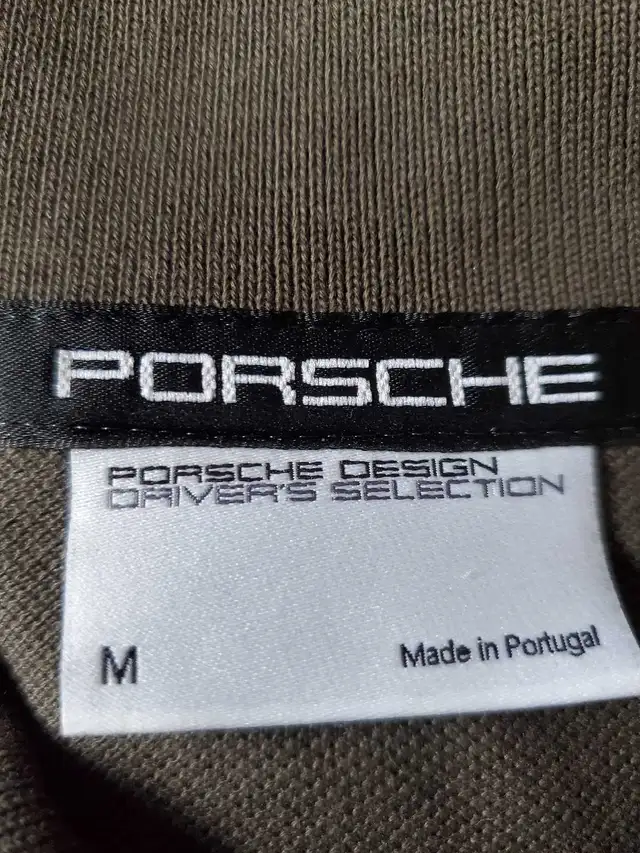 PORSCHE
PORSCHE DESIGN
DRIVER'S SELECTION
M
Made in Portugal